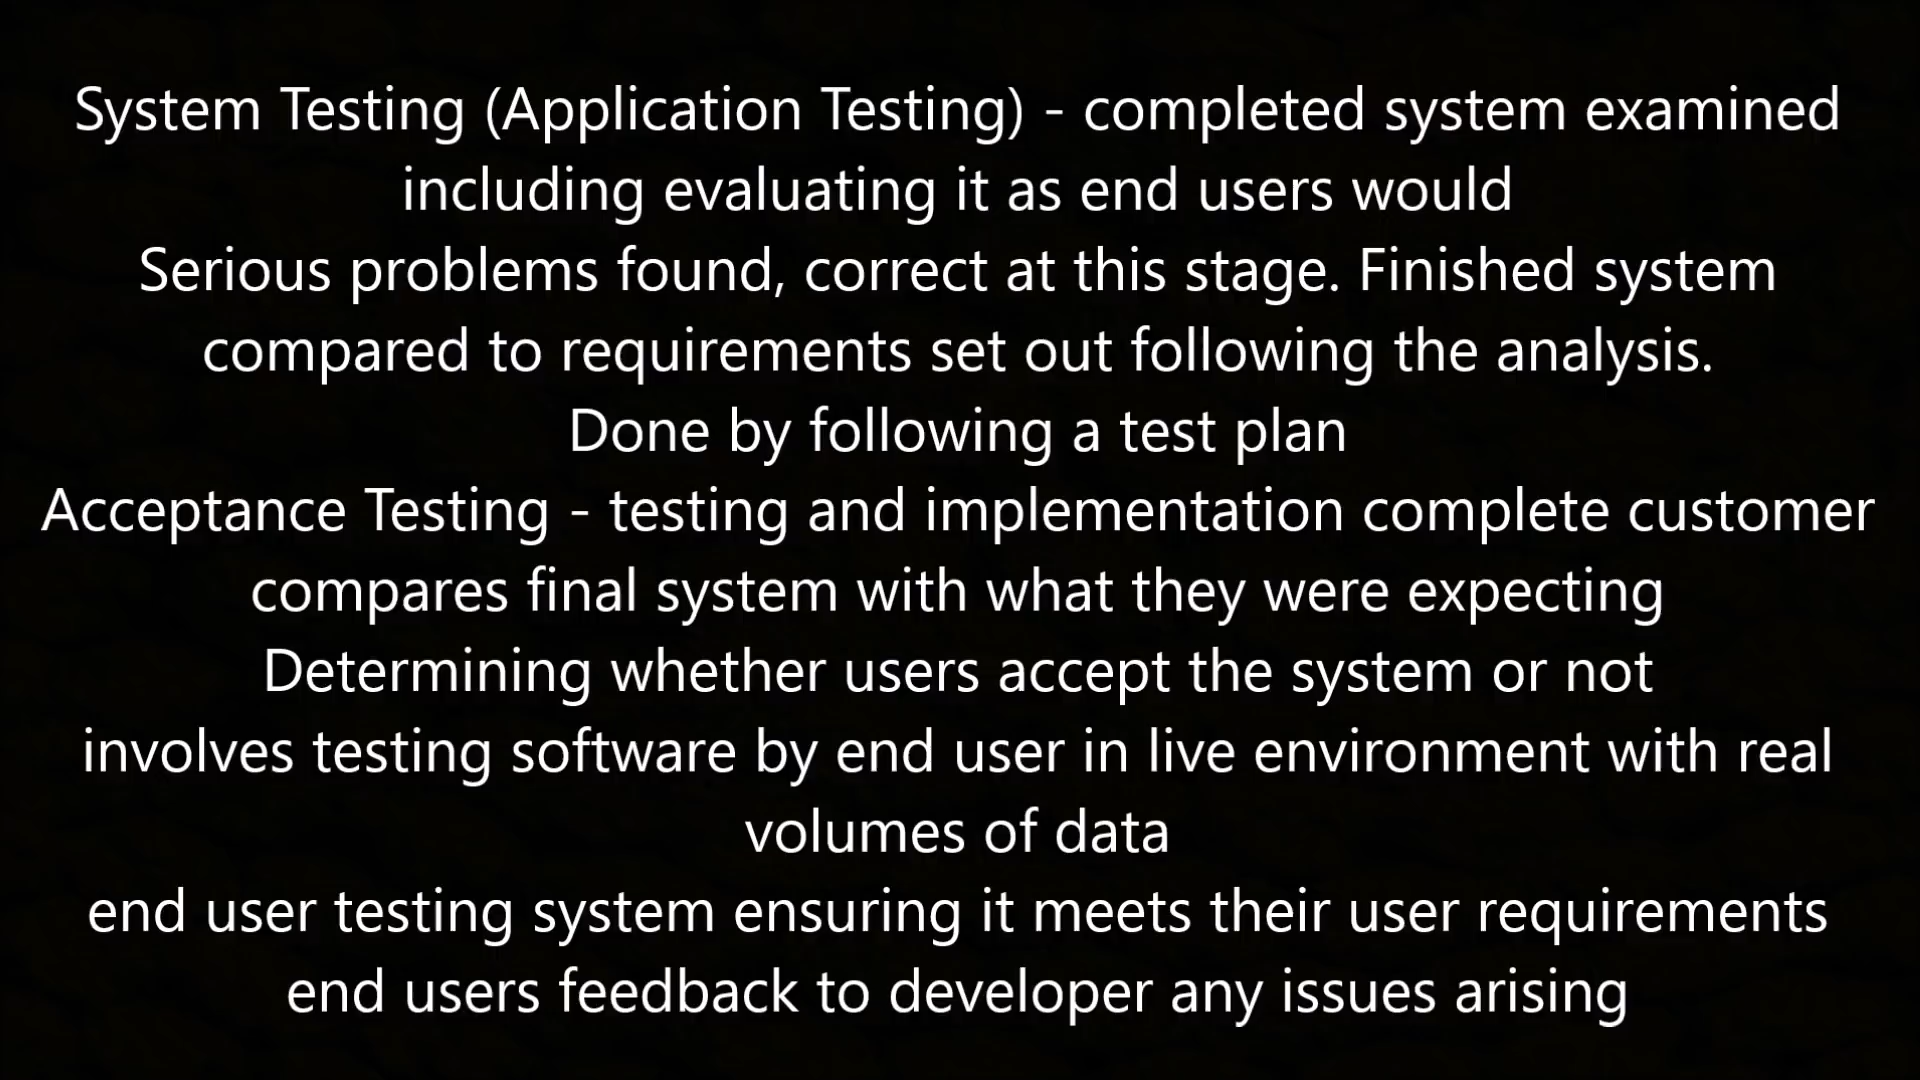 System Testing (Application Testing) - completed system examined
including evaluating it as end users would
Serious problems found, correct at this stage. Finished system
compared to requirements set out following the analysis.
Done by following a test plan
Acceptance Testing - testing and implementation complete customer
compares final system with what they were expecting
Determining whether users accept the system or not
involves testing software by end user in live environment with real
volumes of data
end user testing system ensuring it meets their user requirements
end users feedback to developer any issues arising